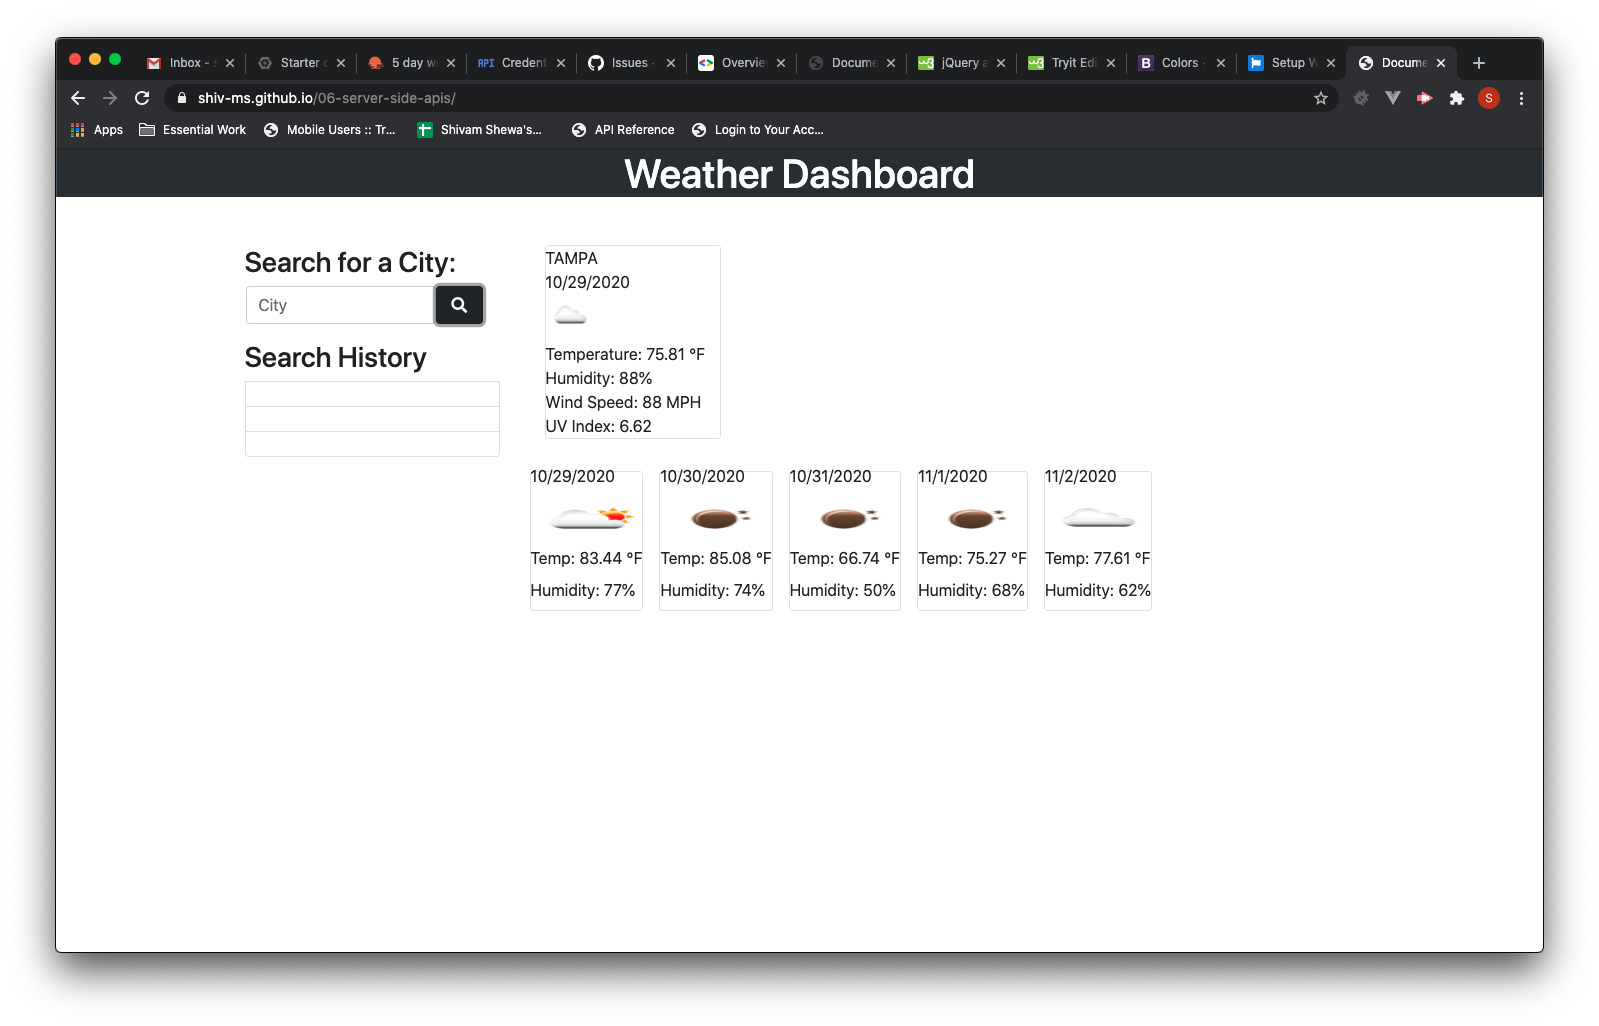 Inbox - s
Starter c
5 day w
API Credent
Issues ·
Overvie
Docume
jQuery a
Tryit Edi
B Colors ·
Setup W
Docume
shiv-ms.github.io/06-server-side-apis/
S
Apps
Essential Work
Mobile Users :: Tr...
Shivam Shewa's...
API Reference
Login to Your Acc...
Weather Dashboard
Search for a City:
City
Search History
TAMPA
10/29/2020
Temperature: 75.81 °F
Humidity: 88%
Wind Speed: 88 MPH
UV Index: 6.62
10/29/2020
Temp: 83.44 °F
Humidity: 77%
10/30/2020
Temp: 85.08 °F
Humidity: 74%
10/31/2020
Temp: 66.74 °F
Humidity: 50%
11/1/2020
Temp: 75.27 °F
Humidity: 68%
11/2/2020
Temp: 77.61 °F
Humidity: 62%